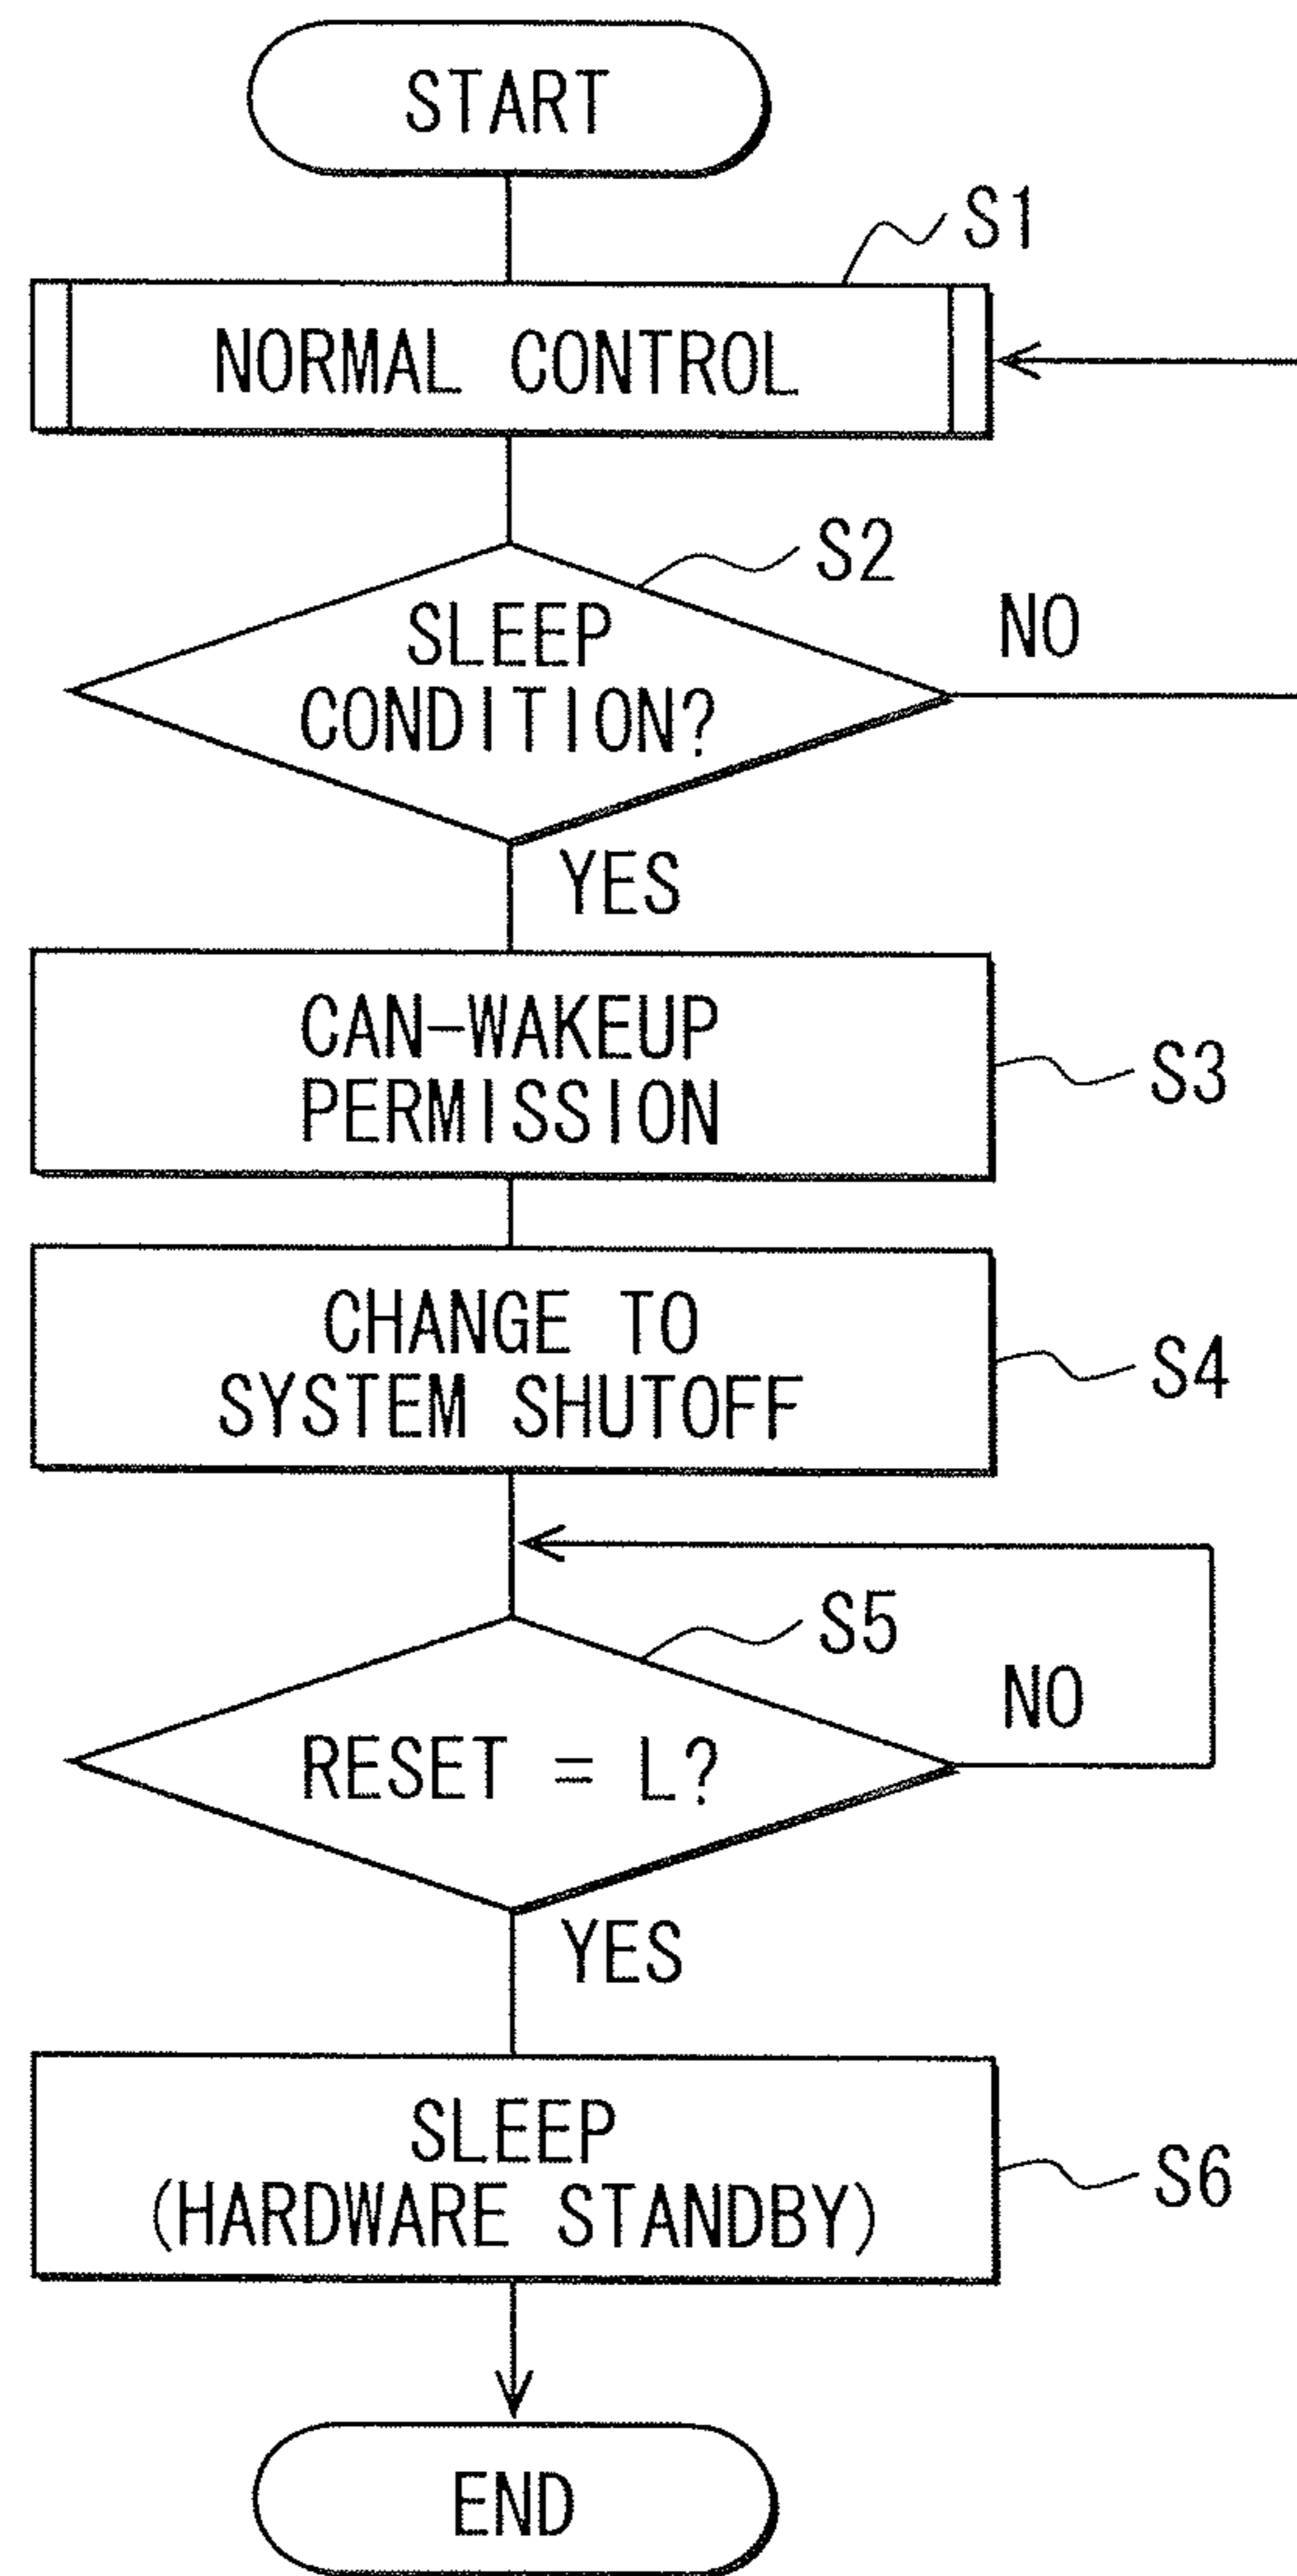 START
S1
NORMAL CONTROL
S2
SLEEP
CONDITION?
NO
YES
CAN-WAKEUP
PERMISSION
S3
CHANGE TO
SYSTEM SHUTOFF
S4
S5
RESET = L?
NO
YES
SLEEP
(HARDWARE STANDBY)
S6
END